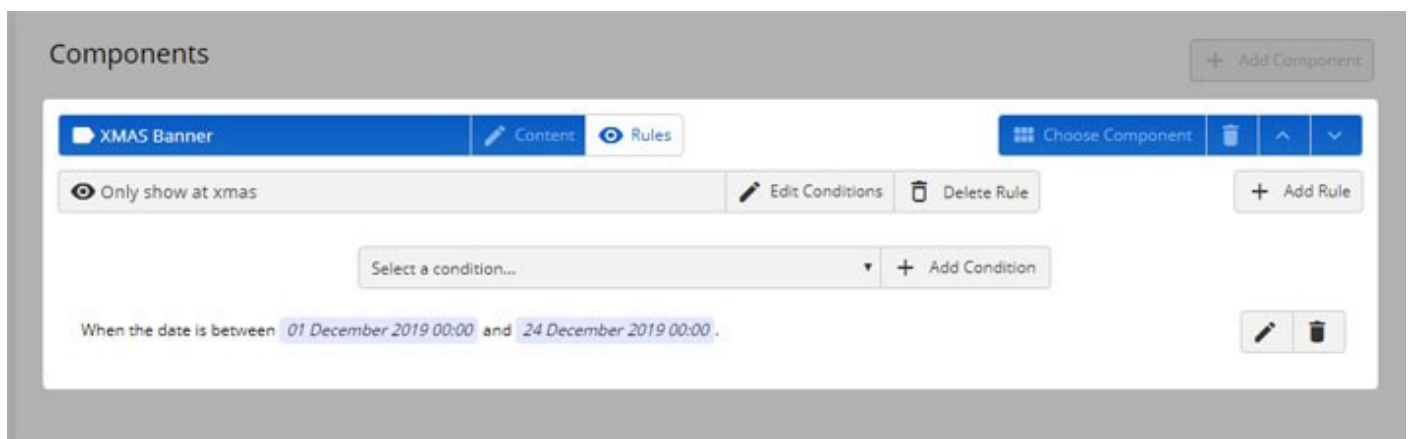 Components
+ Add Component
XMAS Banner Content Rules Choose Component
Only show at xmas Edit Conditions Delete Rule + Add Rule
Select a condition... + Add Condition
When the date is between 01 December 2019 00:00 and 24 December 2019 00:00 .